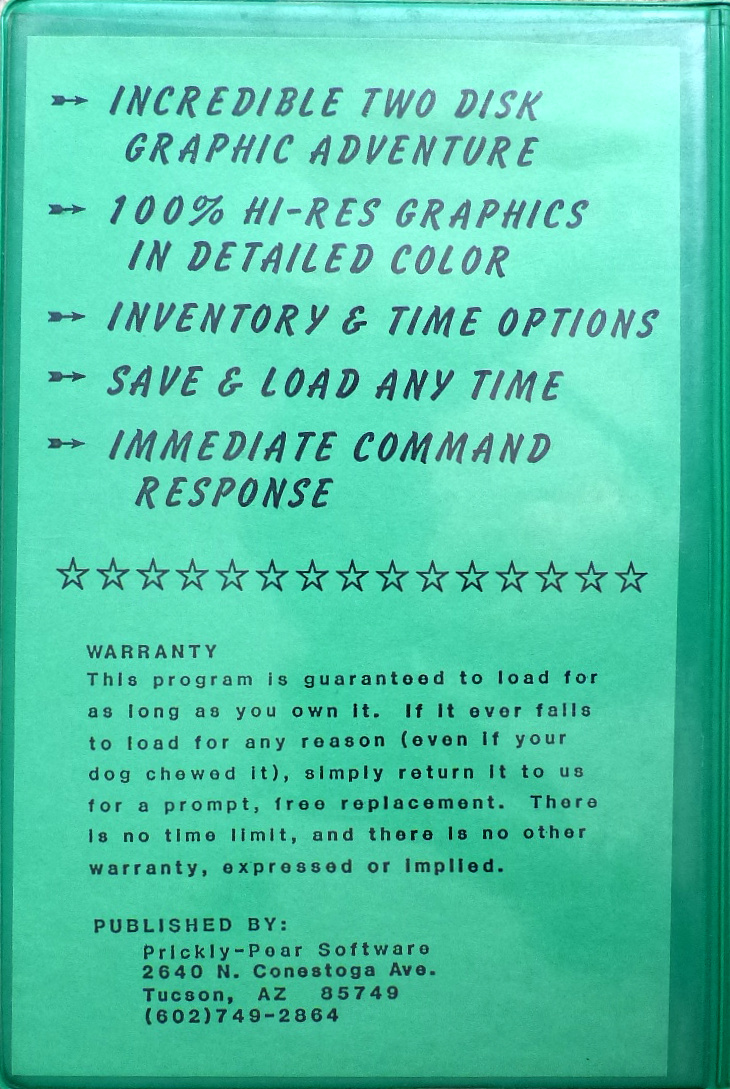 INCREDIBLE TWO DISK
GRAPHIC ADVENTURE
100% HI-RES GRAPHICS
IN DETAILED COLOR
INVENTORY & TIME OPTIONS
SAVE & LOAD ANY TIME
IMMEDIATE COMMAND
RESPONSE
WARRANTY
This program is guaranteed to load for
as long as you own it. If it ever fails
to load for any reason (even if your
dog chewed it), simply return it to us
for a prompt, free replacement. There
is no time limit, and there is no other
warranty, expressed or implied.
PUBLISHED BY:
Prickly-Pear Software
2640 N. Conestoga Ave.
Tucson, AZ 85749
(602)749-2864